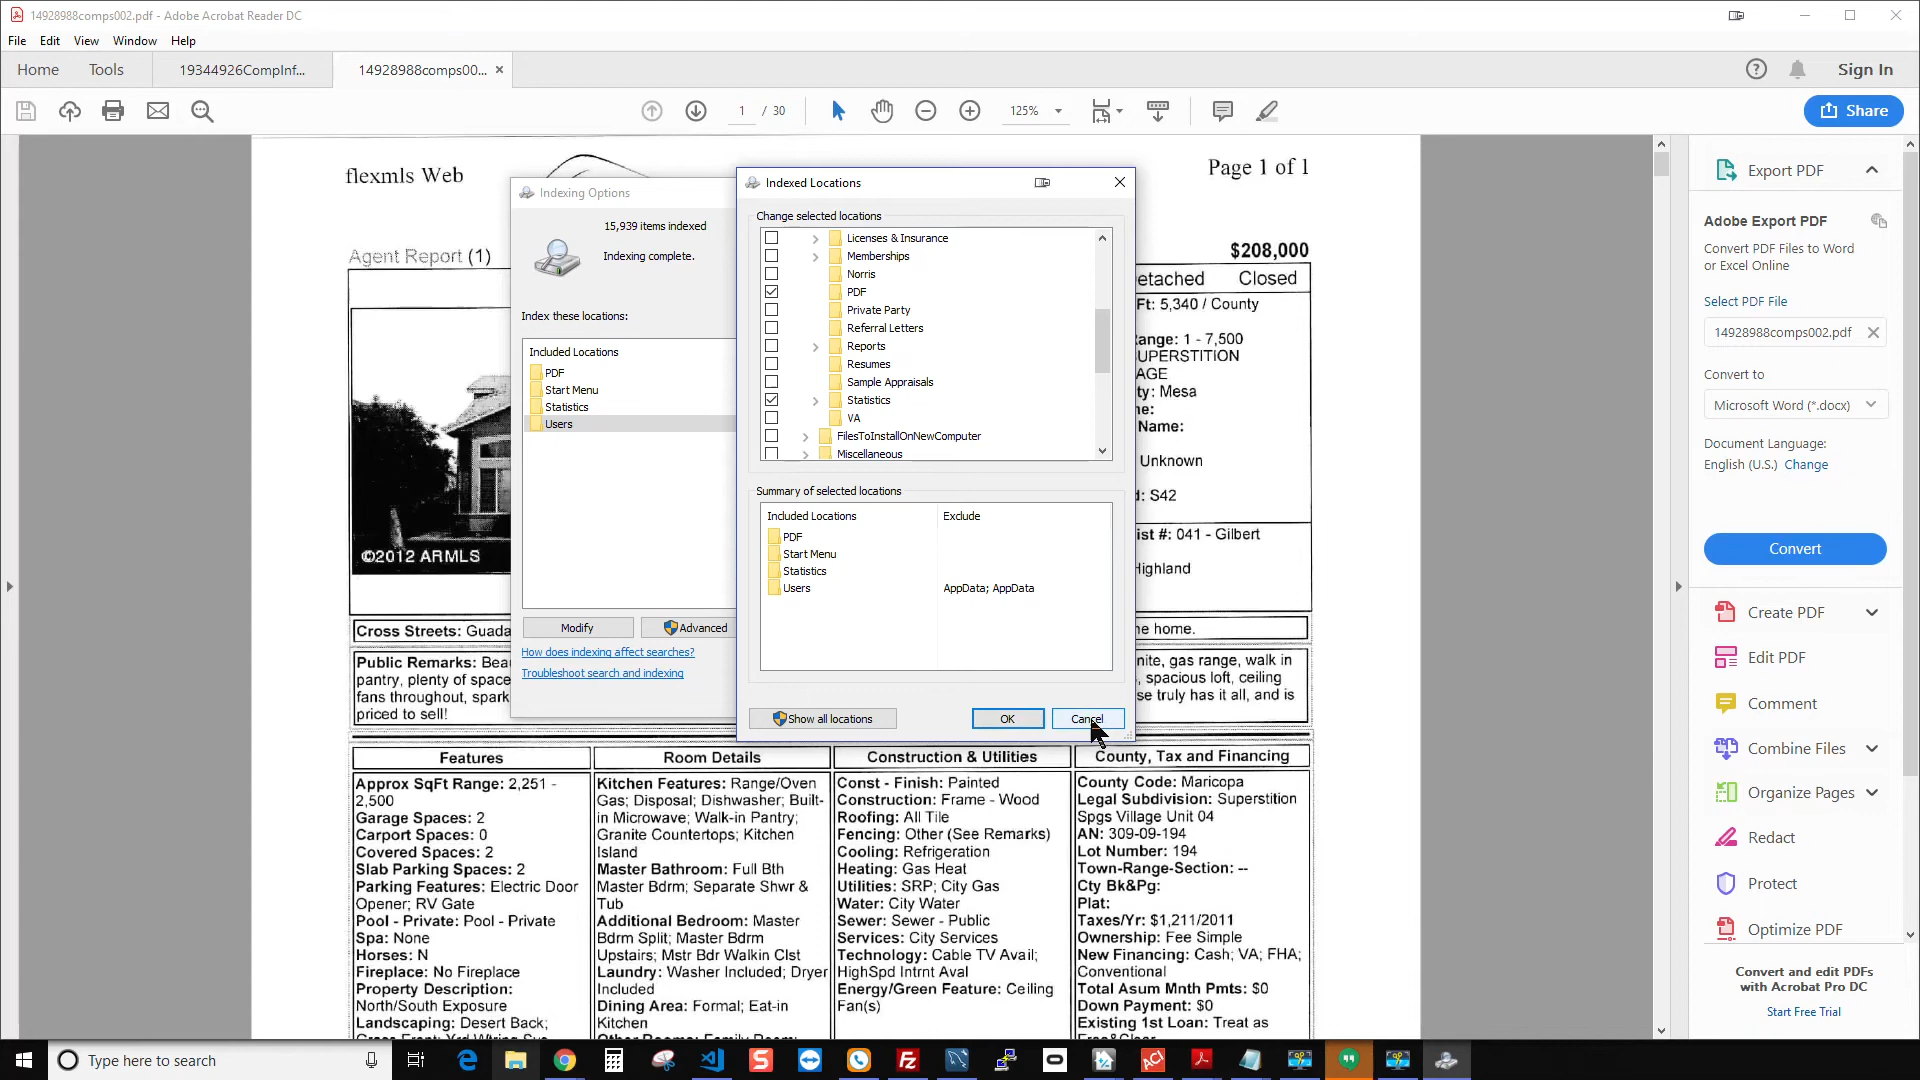 14928988comps002.pdf - Adobe Acrobat Reader DC
File Edit View Window Help
Home Tools 19344926CompInf... 14928988comps00... Sign In
1 / 30 125% Share
flexmls Web
Page 1 of 1
Agent Report (1)
$208,000
etached Closed
Ft: 5,340 / County
ange: 1 - 7,500
UPERSTITION
AGE
ty: Mesa
ne:
Name:
Unknown
d: S42
ist #: 041 - Gilbert
Highland
©2012 ARMLS
Cross Streets: Guada
ne home.
Public Remarks: Bea
pantry, plenty of space
fans throughout, spark
priced to sell!
nite, gas range, walk in
, spacious loft, ceiling
se truly has it all, and is
Indexing Options
15,939 items indexed
Indexing complete.
Index these locations:
Included Locations
PDF
Start Menu
Statistics
Users
Modify Advanced
How does indexing affect searches?
Troubleshoot search and indexing
Indexed Locations
Change selected locations
Licenses & Insurance
Memberships
Norris
PDF
Private Party
Referral Letters
Reports
Resumes
Sample Appraisals
Statistics
VA
FilesToInstallOnNewComputer
Miscellaneous
Summary of selected locations
Included Locations Exclude
PDF
Start Menu
Statistics
Users AppData; AppData
Show all locations OK Cancel
Features
Approx SqFt Range: 2,251 -
2,500
Garage Spaces: 2
Carport Spaces: 0
Covered Spaces: 2
Slab Parking Spaces: 2
Parking Features: Electric Door
Opener; RV Gate
Pool - Private: Pool - Private
Spa: None
Horses: N
Fireplace: No Fireplace
Property Description:
North/South Exposure
Landscaping: Desert Back;
Room Details
Kitchen Features: Range/Oven
Gas; Disposal; Dishwasher; Built-
in Microwave; Walk-in Pantry;
Granite Countertops; Kitchen
Island
Master Bathroom: Full Bth
Master Bdrm; Separate Shwr &
Tub
Additional Bedroom: Master
Bdrm Split; Master Bdrm
Upstairs; Mstr Bdr Walkin Clst
Laundry: Washer Included; Dryer
Included
Dining Area: Formal; Eat-in
Kitchen
Construction & Utilities
Const - Finish: Painted
Construction: Frame - Wood
Roofing: All Tile
Fencing: Other (See Remarks)
Cooling: Refrigeration
Heating: Gas Heat
Utilities: SRP; City Gas
Water: City Water
Sewer: Sewer - Public
Services: City Services
Technology: Cable TV Avail;
HighSpd Intrnt Aval
Energy/Green Feature: Ceiling
Fan(s)
County, Tax and Financing
County Code: Maricopa
Legal Subdivision: Superstition
Spgs Village Unit 04
AN: 309-09-194
Lot Number: 194
Town-Range-Section: --
Cty Bk&Pg:
Plat:
Taxes/Yr: $1,211/2011
Ownership: Fee Simple
New Financing: Cash; VA; FHA;
Conventional
Total Asum Mnth Pmts: $0
Down Payment: $0
Existing 1st Loan: Treat as
Export PDF
Adobe Export PDF
Convert PDF Files to Word
or Excel Online
Select PDF File
14928988comps002.pdf
Convert to
Microsoft Word (*.docx)
Document Language:
English (U.S.) Change
Convert
Create PDF
Edit PDF
Comment
Combine Files
Organize Pages
Redact
Protect
Optimize PDF
Convert and edit PDFs
with Acrobat Pro DC
Start Free Trial
Type here to search